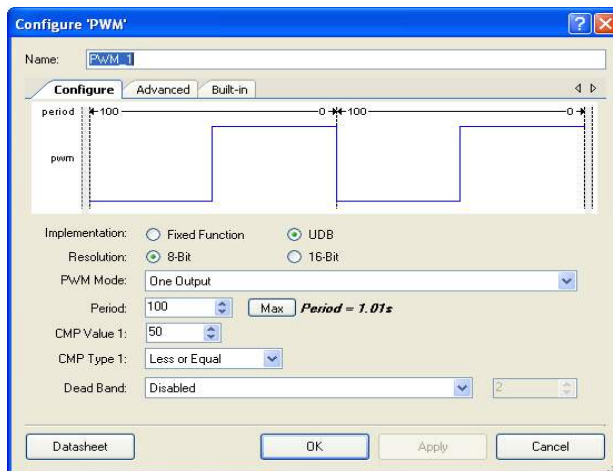 Configure 'PWM'
Name: PWM_1
Configure Advanced Built-in
period 100 0 100 0
pwm
Implementation: Fixed Function UDB
Resolution: 8-Bit 16-Bit
PWM Mode: One Output
Period: 100 Max Period = 1.01s
CMP Value 1: 50
CMP Type 1: Less or Equal
Dead Band: Disabled 2
Datasheet OK Apply Cancel